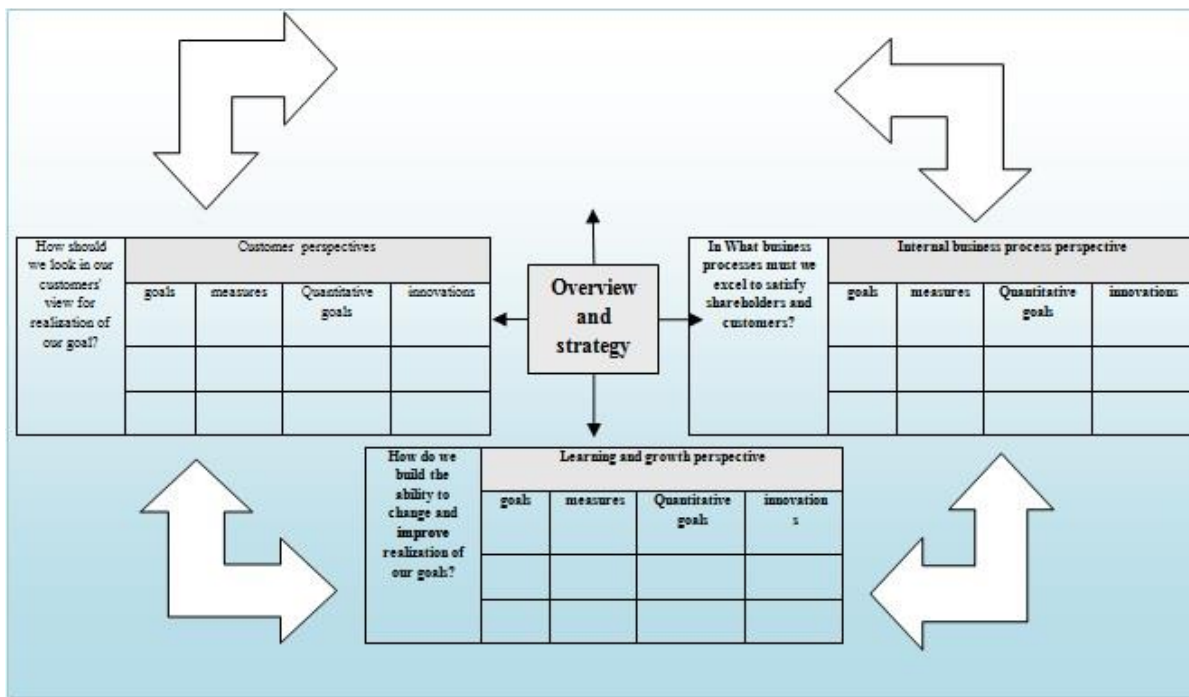 How should
we look in our
customers'
view for
realization of
our goal?
Customer perspectives
goals measures Quantitative innovations
goals
Overview
and
strategy
In What business
processes must we
excel to satisfy
shareholders and
customers?
Internal business process perspective
goals measures Quantitative innovations
goals
How do we
build the
ability to
change and
improve
realization of
our goals?
Learning and growth perspective
goals measures Quantitative innovation
goals s